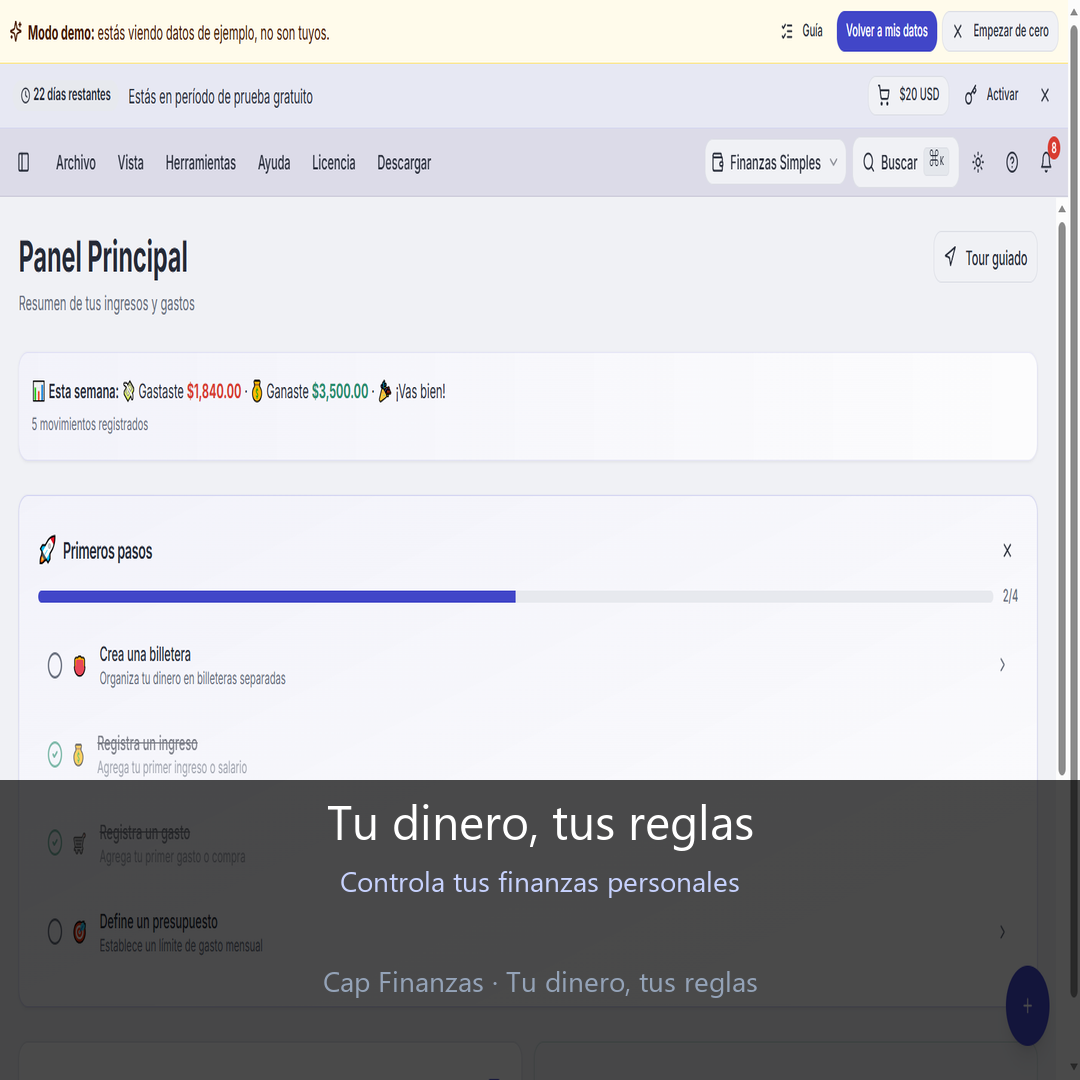 Modo demo: estás viendo datos de ejemplo, no son tuyos.
Guía
Volver a mis datos
Empezar de cero
22 días restantes
Estás en período de prueba gratuito
$20 USD
Activar
Archivo
Vista
Herramientas
Ayuda
Licencia
Descargar
Finanzas Simples
Buscar
⌘K
8
Panel Principal
Tour guiado
Resumen de tus ingresos y gastos
Esta semana: Gastaste $1,840.00 · Ganaste $3,500.00 · ¡Vas bien!
5 movimientos registrados
Primeros pasos
2/4
Crea una billetera
Organiza tu dinero en billeteras separadas
Registra un ingreso
Agrega tu primer ingreso o salario
Registra un gasto
Agrega tu primer gasto o compra
Define un presupuesto
Establece un límite de gasto mensual
Tu dinero, tus reglas
Controla tus finanzas personales
Cap Finanzas · Tu dinero, tus reglas